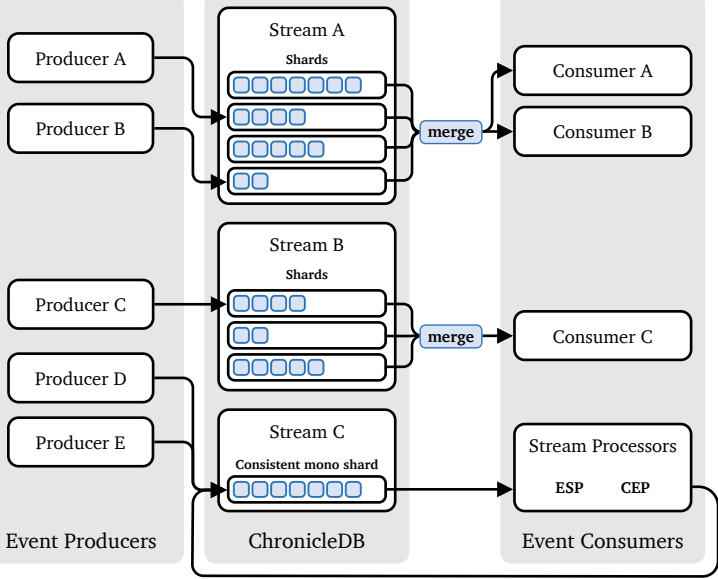 Producer A
Producer B
Producer C
Producer D
Producer E
Event Producers
Stream A
Shards
merge
Stream B
Shards
merge
Stream C
Consistent mono shard
ChronicleDB
Consumer A
Consumer B
Consumer C
Stream Processors
ESP CEP
Event Consumers